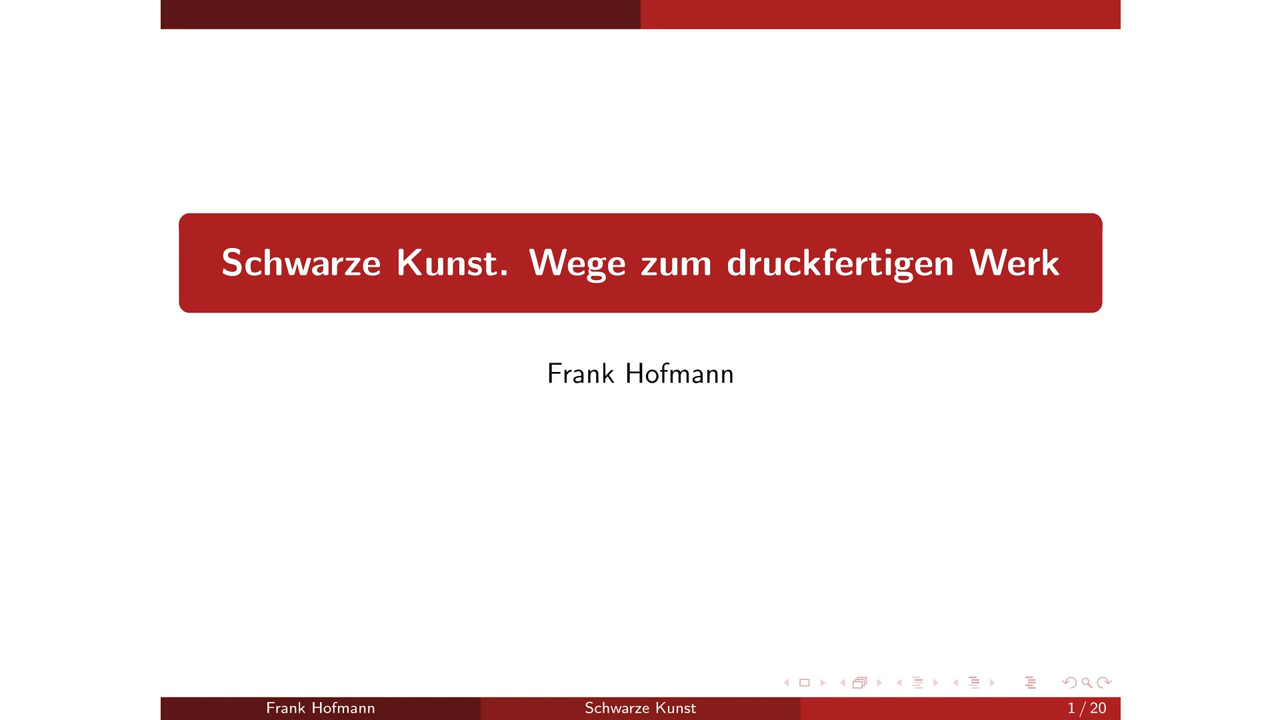 Schwarze Kunst. Wege zum druckfertigen Werk
Frank Hofmann
Frank Hofmann
Schwarze Kunst
1 / 20